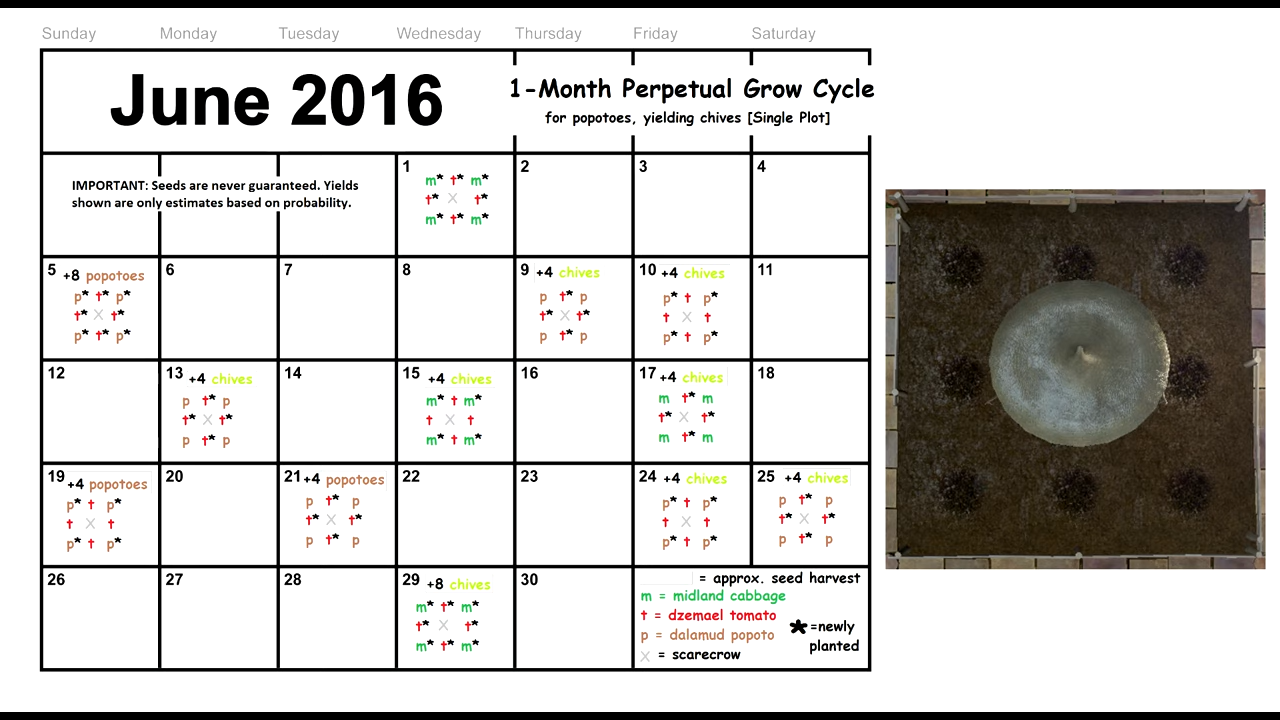 Sunday Monday Tuesday Wednesday Thursday Friday Saturday
June 2016
1-Month Perpetual Grow Cycle
for popotoes, yielding chives [Single Plot]
IMPORTANT: Seeds are never guaranteed. Yields
shown are only estimates based on probability.
1
m* t* m*
t* X t*
m* t* m*
2
3
4
5 +8 popotoes
p* t* p*
t* X t*
p* t* p*
6
7
8
9 +4 chives
p t* p
t* X t*
p t* p
10 +4 chives
p* t p*
t X t
p* t p*
11
12
13 +4 chives
p t* p
t* X t*
p t* p
14
15 +4 chives
m* t m*
t X t
m* t m*
16
17 +4 chives
m t* m
t* X t*
m t* m
18
19 +4 popotoes
p* t p*
t X t
p* t p*
20
21 +4 popotoes
p t* p
t* X t*
p t* p
22
23
24 +4 chives
p* t p*
t X t
p* t p*
25 +4 chives
p t* p
t* X t*
p t* p
26
27
28
29 +8 chives
m* t* m*
t* X t*
m* t* m*
30
= approx. seed harvest
m = midland cabbage
t = dzemael tomato
p = dalamud popoto
X = scarecrow
*=newly
planted